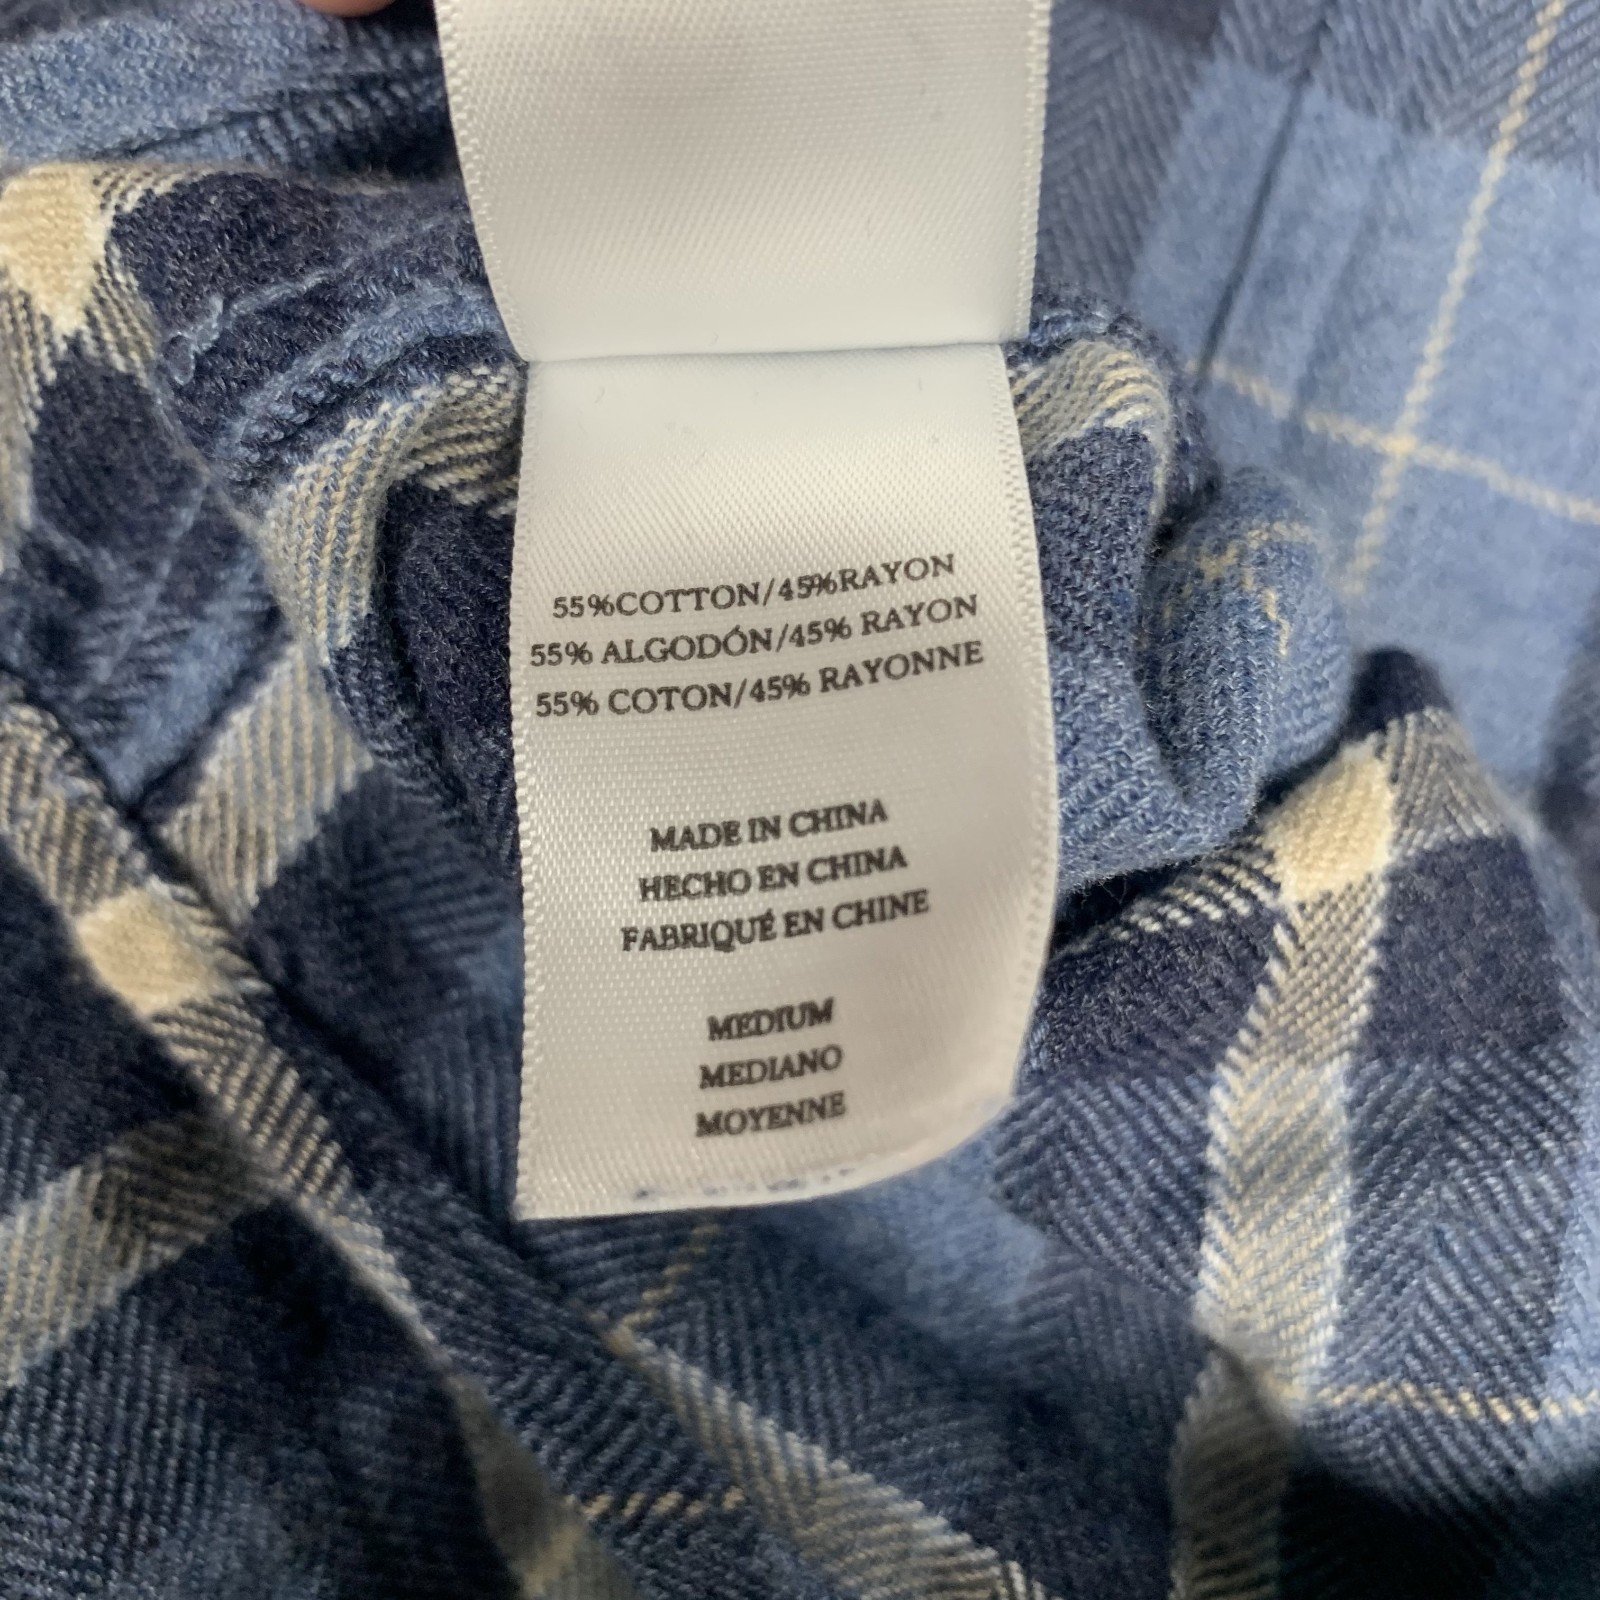 55%COTTON/45%RAYON
55% ALGODÓN/45% RAYON
55% COTON/45% RAYONNE
MADE IN CHINA
HECHO EN CHINA
FABRIQUÉ EN CHINE
MEDIUM
MEDIANO
MOYENNE